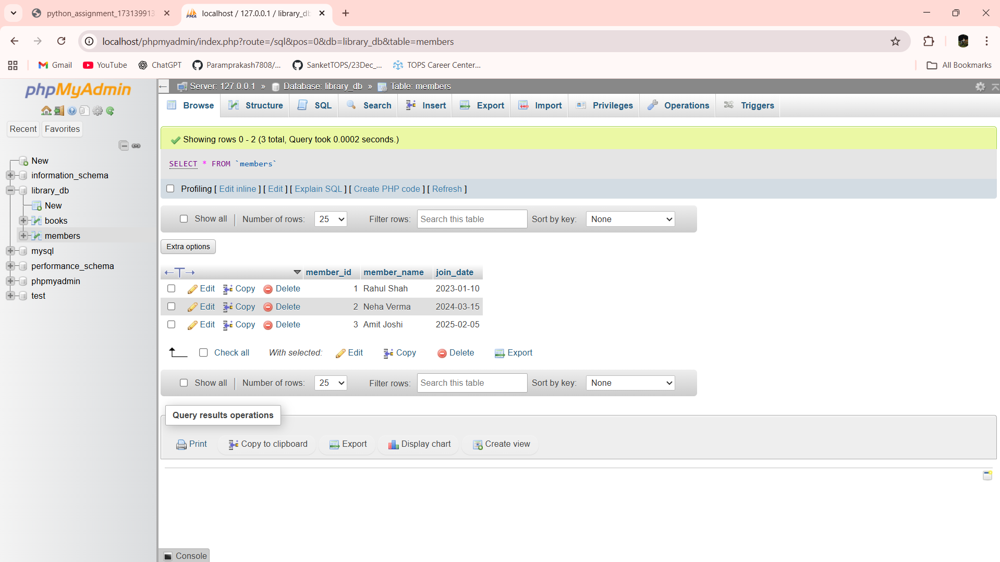 python_assignment_173139913
localhost / 127.0.0.1 / library_db
localhost/phpmyadmin/index.php?route=/sql&pos=0&db=library_db&table=members
Gmail YouTube ChatGPT Paramprakash7808/... SanketTOPS/23Dec_... TOPS Career Center... All Bookmarks
phpMyAdmin
Recent Favorites
New
information_schema
library_db
New
books
members
mysql
performance_schema
phpmyadmin
test
Server: 127.0.0.1 » Database: library_db » Table: members
Browse Structure SQL Search Insert Export Import Privileges Operations Triggers
Showing rows 0 - 2 (3 total, Query took 0.0002 seconds.)
SELECT * FROM `members`
Profiling [ Edit inline ] [ Edit ] [ Explain SQL ] [ Create PHP code ] [ Refresh ]
Show all Number of rows: 25 Filter rows: Search this table Sort by key: None
Extra options
←T→ member_id member_name join_date
Edit Copy Delete 1 Rahul Shah 2023-01-10
Edit Copy Delete 2 Neha Verma 2024-03-15
Edit Copy Delete 3 Amit Joshi 2025-02-05
Check all With selected: Edit Copy Delete Export
Show all Number of rows: 25 Filter rows: Search this table Sort by key: None
Query results operations
Print Copy to clipboard Export Display chart Create view
Console